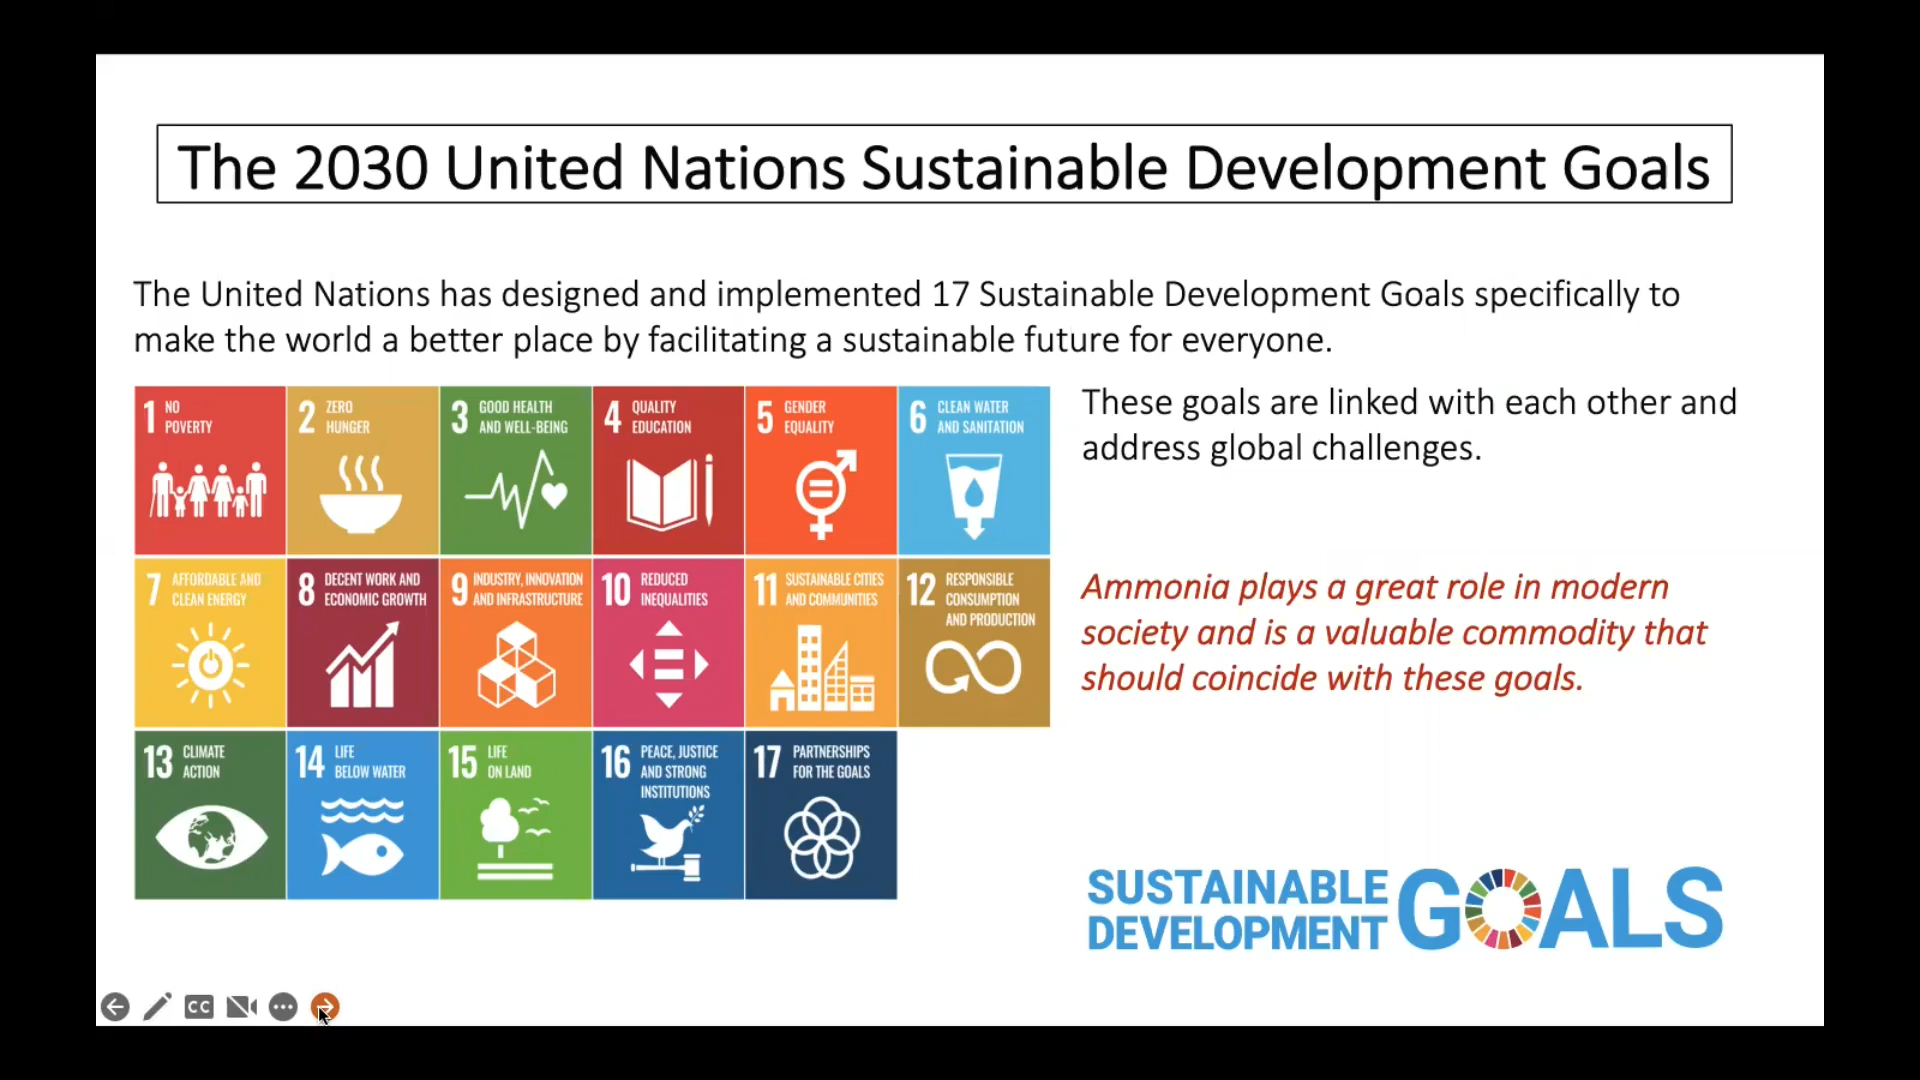 The 2030 United Nations Sustainable Development Goals
The United Nations has designed and implemented 17 Sustainable Development Goals specifically to
make the world a better place by facilitating a sustainable future for everyone.
1 NO
POVERTY
2 ZERO
HUNGER
3 GOOD HEALTH
AND WELL-BEING
4 QUALITY
EDUCATION
5 GENDER
EQUALITY
6 CLEAN WATER
AND SANITATION
7 AFFORDABLE AND
CLEAN ENERGY
8 DECENT WORK AND
ECONOMIC GROWTH
9 INDUSTRY, INNOVATION
AND INFRASTRUCTURE
10 REDUCED
INEQUALITIES
11 SUSTAINABLE CITIES
AND COMMUNITIES
12 RESPONSIBLE
CONSUMPTION
AND PRODUCTION
13 CLIMATE
ACTION
14 LIFE
BELOW WATER
15 LIFE
ON LAND
16 PEACE, JUSTICE
AND STRONG
INSTITUTIONS
17 PARTNERSHIPS
FOR THE GOALS
These goals are linked with each other and
address global challenges.
Ammonia plays a great role in modern
society and is a valuable commodity that
should coincide with these goals.
SUSTAINABLE
DEVELOPMENT
GOALS
CC